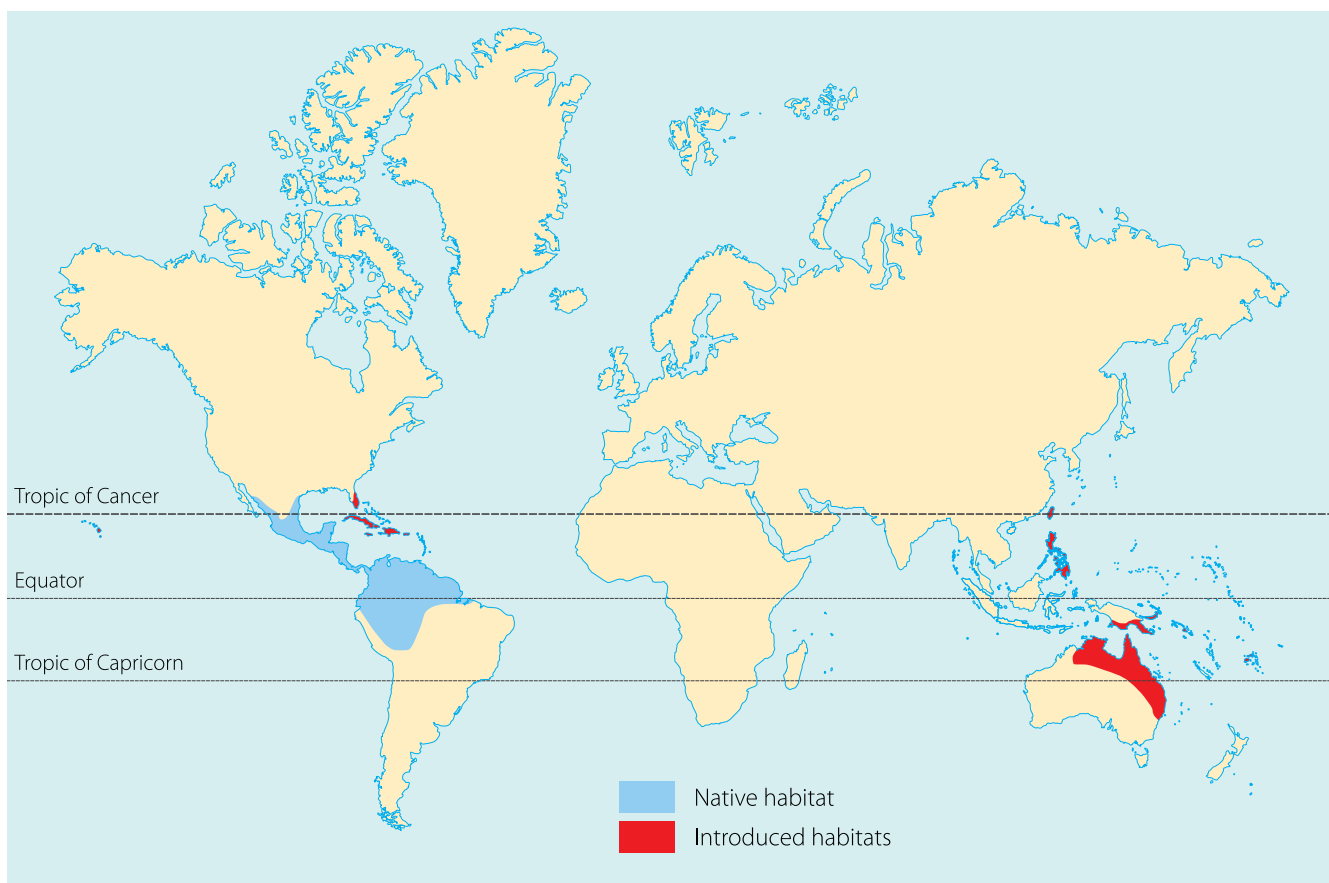 Tropic of Cancer
Equator
Tropic of Capricorn
Native habitat
Introduced habitats